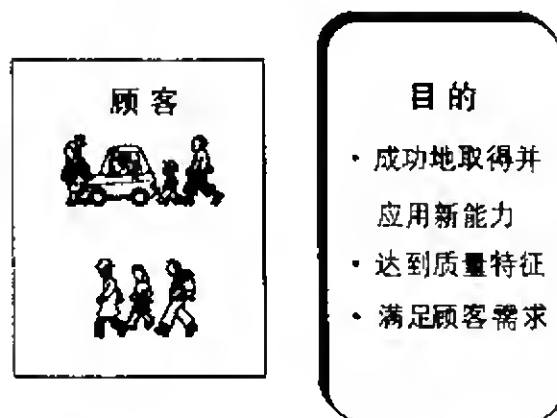 顾客
目的
· 成功地取得并
应用新能力
· 达到质量特征
· 满足顾客需求